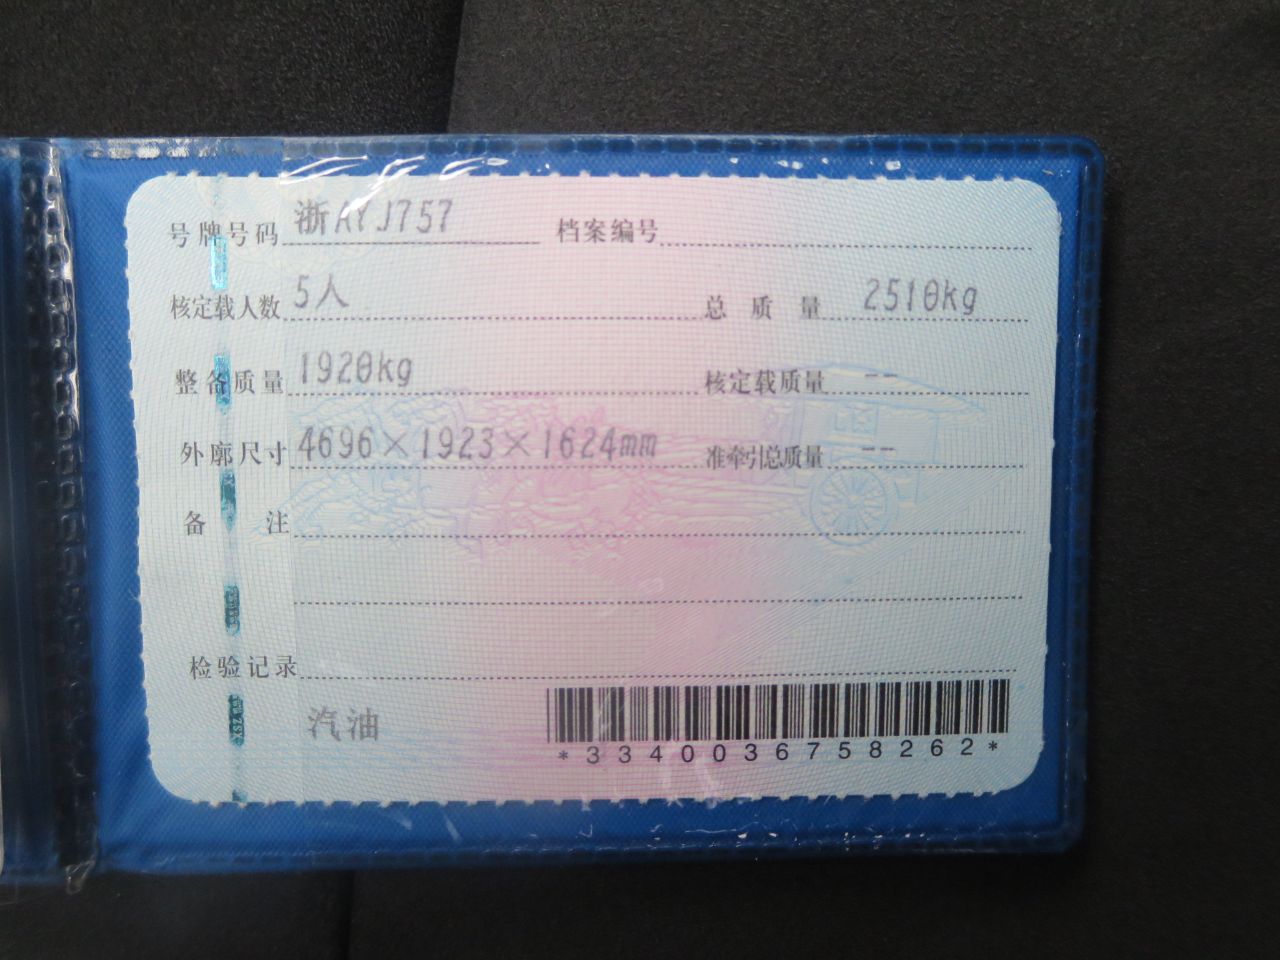 号牌号码 浙AYJ757 档案编号
核定载人数 5人 总质量 2510kg
整备质量 1920kg 核定载质量 --
外廓尺寸 4696×1923×1624mm 准牵引总质量 --
备注
检验记录
汽油
*3340036758262*